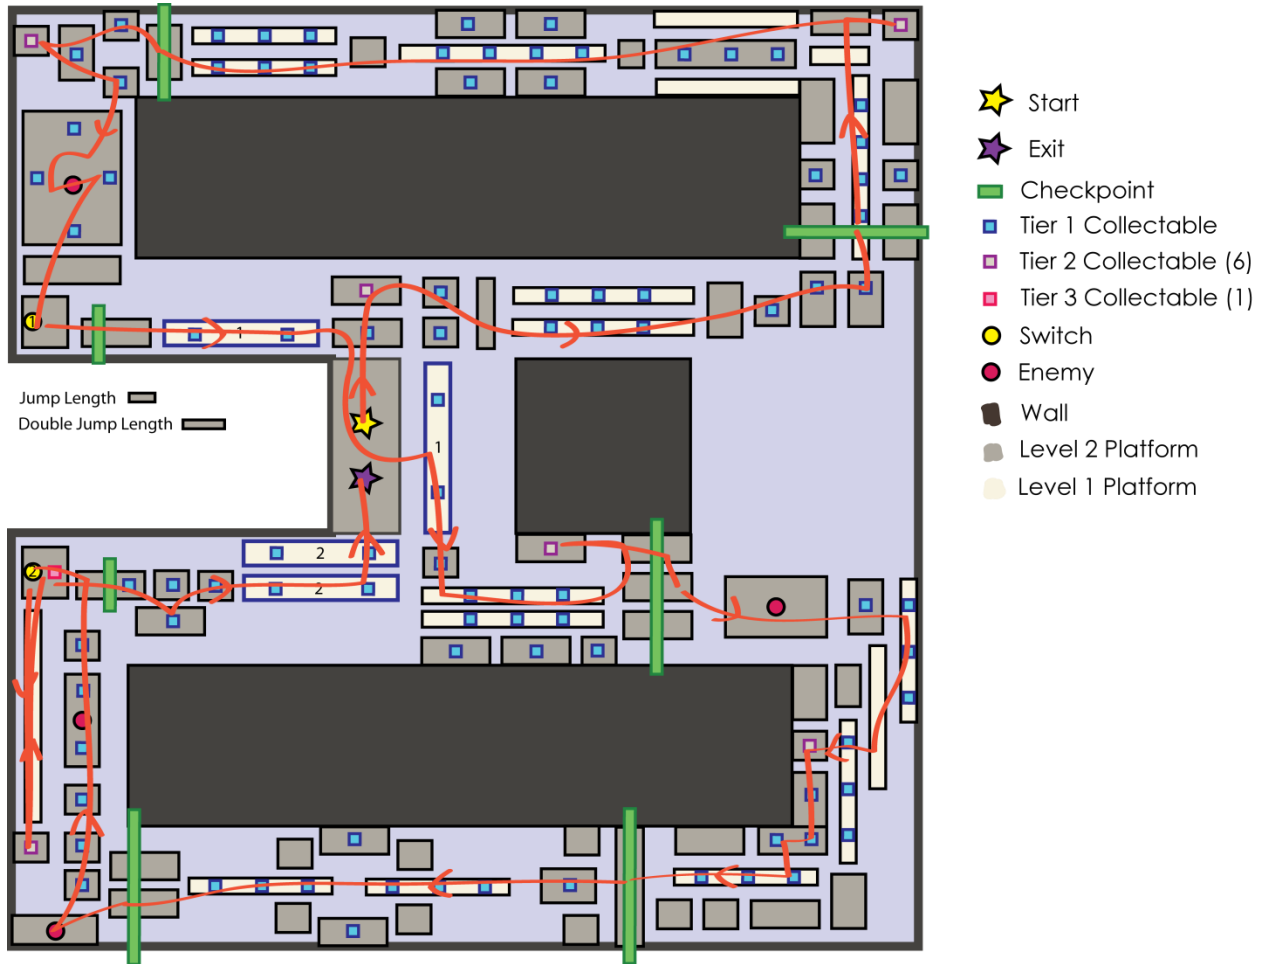 Start
Exit
Checkpoint
Tier 1 Collectable
Tier 2 Collectable (6)
Tier 3 Collectable (1)
Switch
Enemy
Wall
Level 2 Platform
Level 1 Platform
1
1
Jump Length
Double Jump Length
1
2
2
2